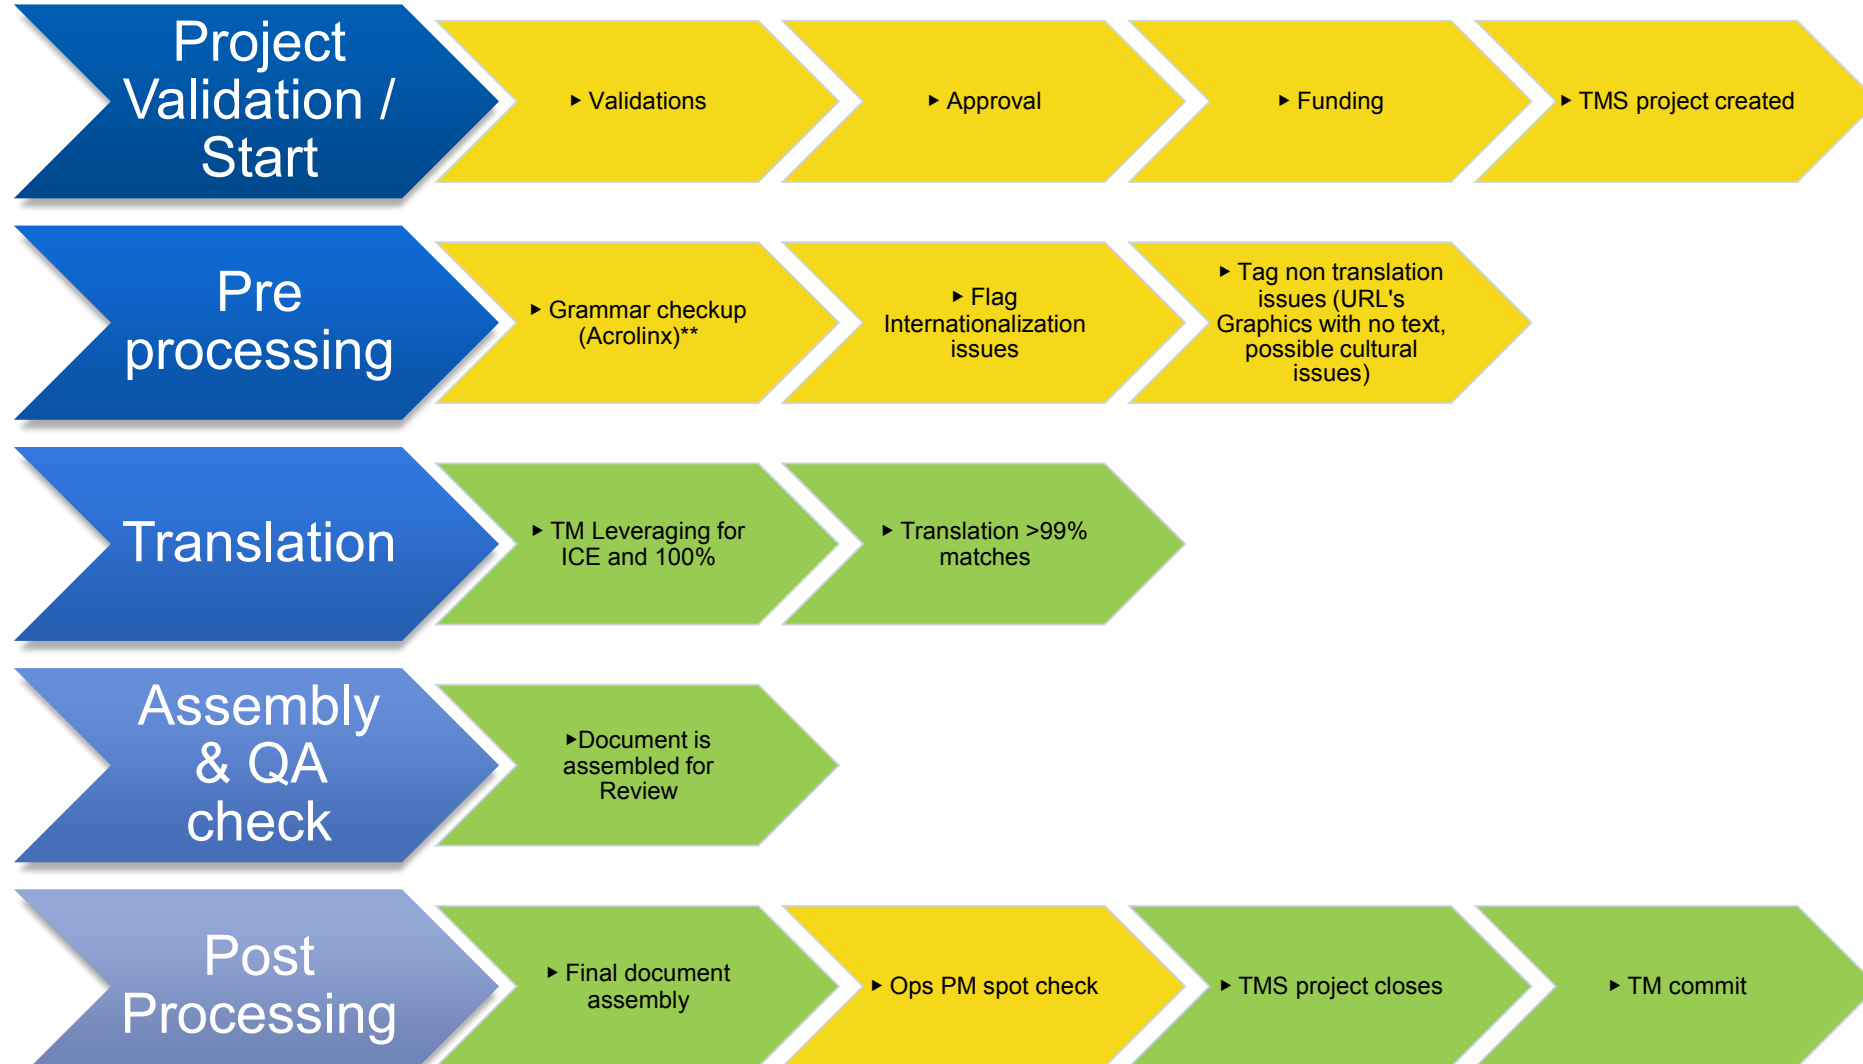 Project
Validation /
Start
▶ Validations
▶ Approval
▶ Funding
▶ TMS project created
Pre
processing
▶ Grammar checkup
(Acrolinx)**
▶ Flag
Internationalization
issues
▶ Tag non translation
issues (URL's
Graphics with no text,
possible cultural
issues)
Translation
▶ TM Leveraging for
ICE and 100%
▶ Translation >99%
matches
Assembly
& QA
check
▶Document is
assembled for
Review
Post
Processing
▶ Final document
assembly
▶ Ops PM spot check
▶ TMS project closes
▶ TM commit